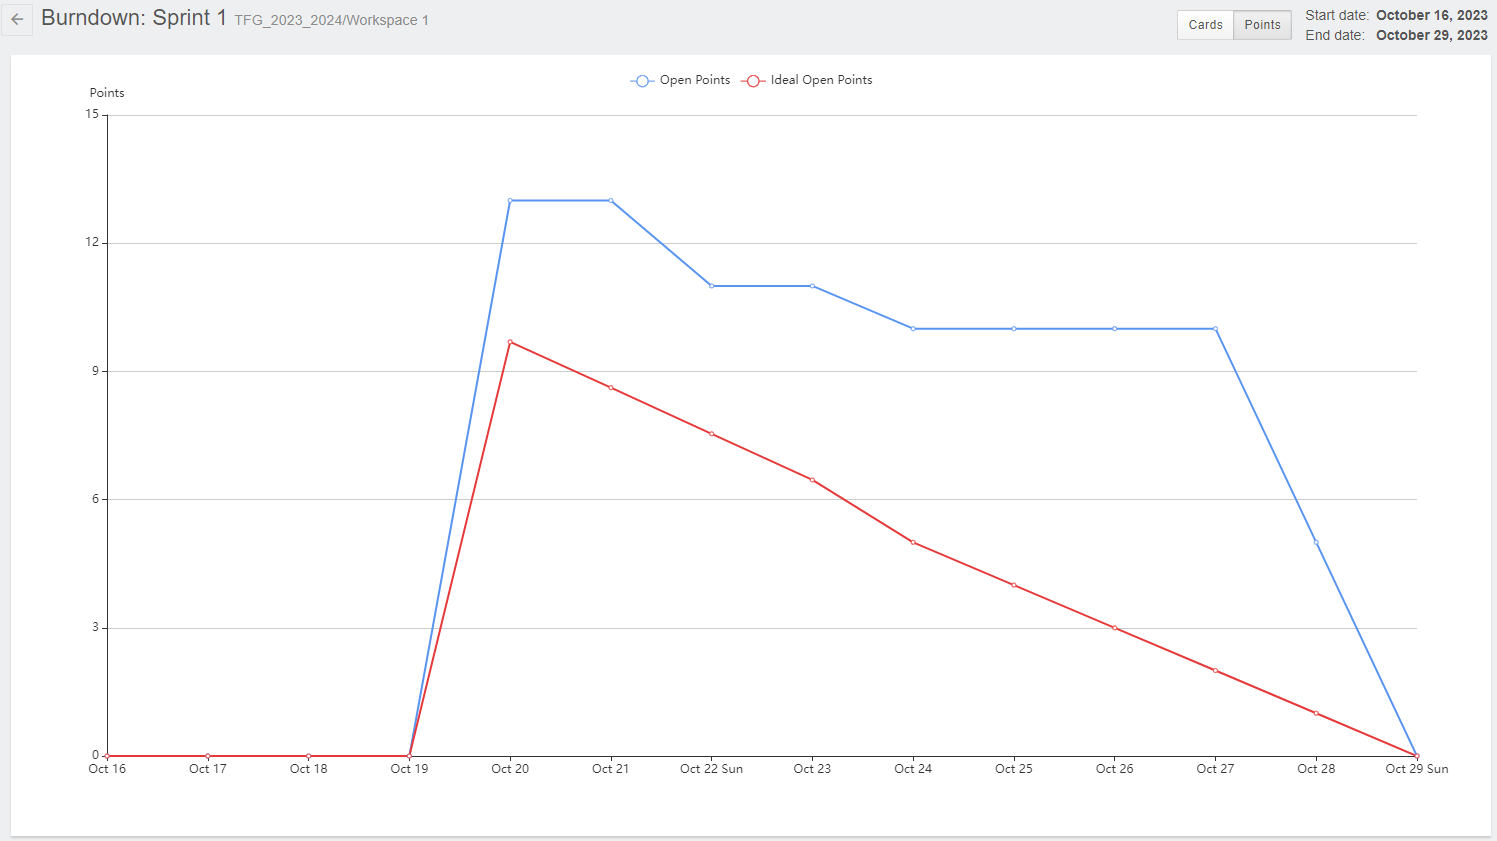 Burndown: Sprint 1 TFG_2023_2024/Workspace 1
Cards Points
Start date: October 16, 2023
End date: October 29, 2023
Open Points Ideal Open Points
Points
15
12
9
6
3
0
Oct 16 Oct 17 Oct 18 Oct 19 Oct 20 Oct 21 Oct 22 Sun Oct 23 Oct 24 Oct 25 Oct 26 Oct 27 Oct 28 Oct 29 Sun